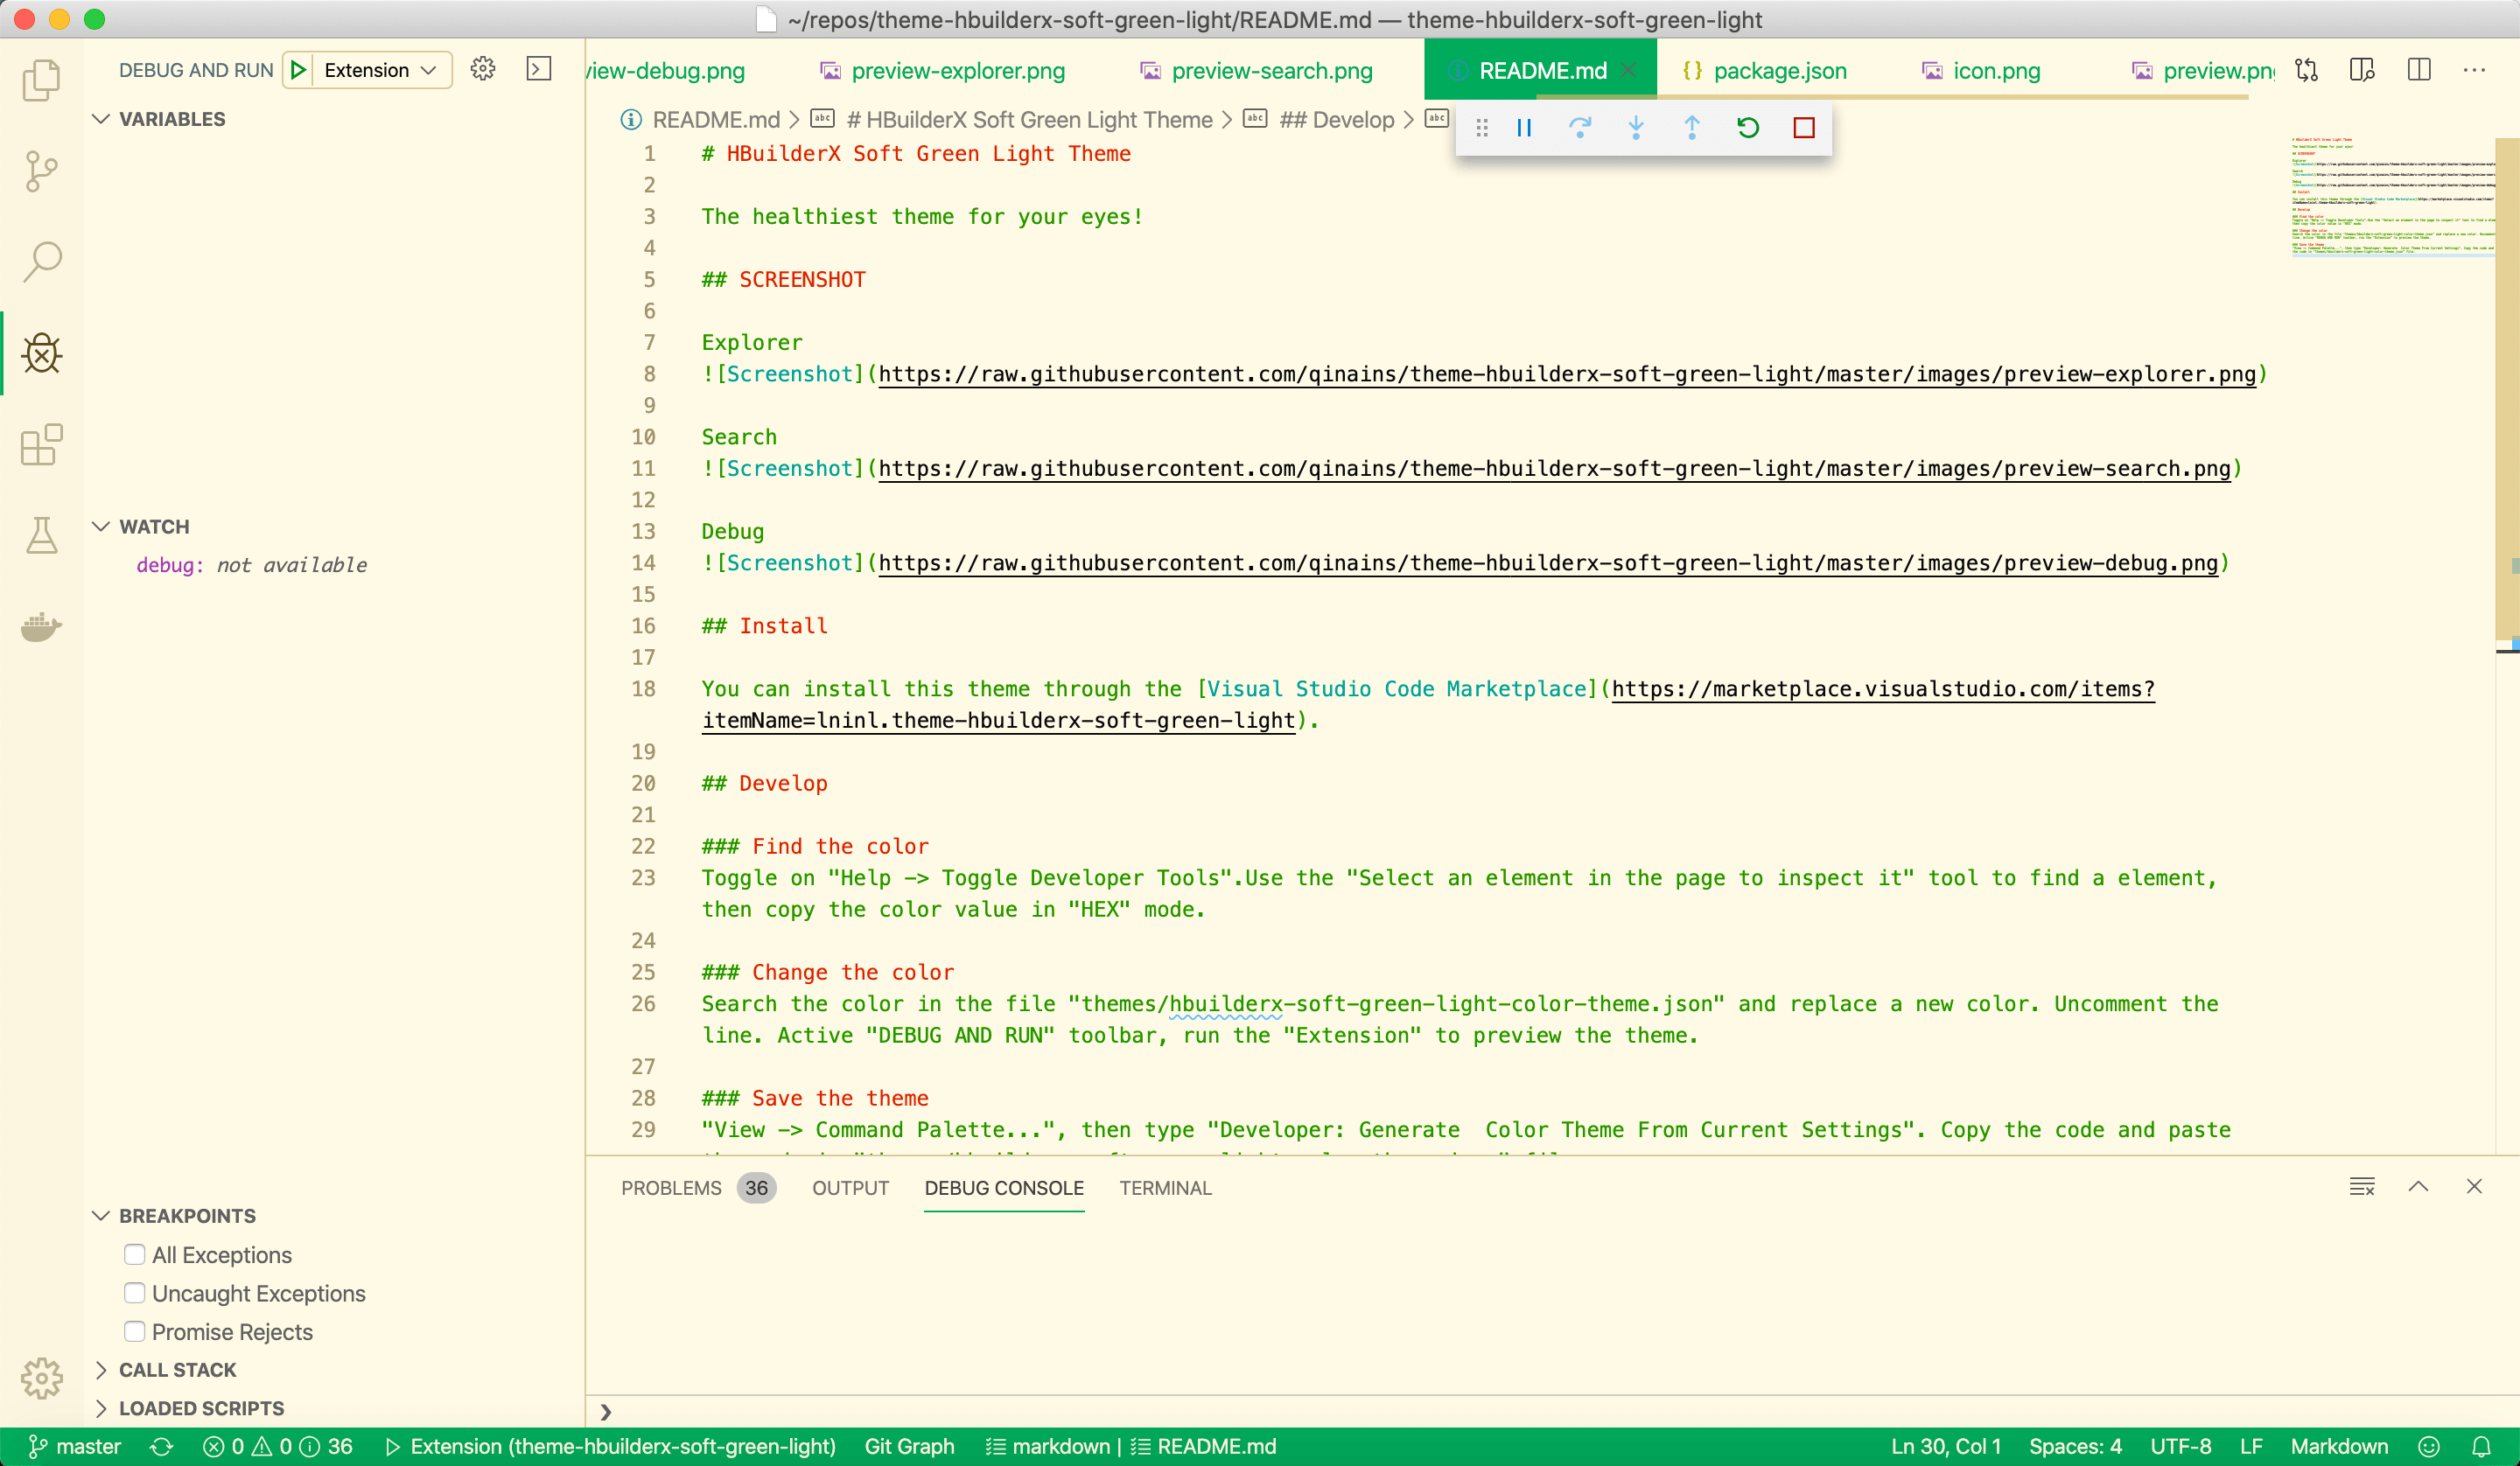 ~/repos/theme-hbuilderx-soft-green-light/README.md — theme-hbuilderx-soft-green-light
DEBUG AND RUN Extension
view-debug.png preview-explorer.png preview-search.png README.md package.json icon.png preview.png
README.md > # HBuilderX Soft Green Light Theme > ## Develop >
VARIABLES
WATCH
debug: not available
BREAKPOINTS
All Exceptions
Uncaught Exceptions
Promise Rejects
CALL STACK
LOADED SCRIPTS
1 # HBuilderX Soft Green Light Theme
2
3 The healthiest theme for your eyes!
4
5 ## SCREENSHOT
6
7 Explorer
8 ![Screenshot](https://raw.githubusercontent.com/qinains/theme-hbuilderx-soft-green-light/master/images/preview-explorer.png)
9
10 Search
11 ![Screenshot](https://raw.githubusercontent.com/qinains/theme-hbuilderx-soft-green-light/master/images/preview-search.png)
12
13 Debug
14 ![Screenshot](https://raw.githubusercontent.com/qinains/theme-hbuilderx-soft-green-light/master/images/preview-debug.png)
15
16 ## Install
17
18 You can install this theme through the [Visual Studio Code Marketplace](https://marketplace.visualstudio.com/items?
itemName=lninl.theme-hbuilderx-soft-green-light).
19
20 ## Develop
21
22 ### Find the color
23 Toggle on "Help -> Toggle Developer Tools".Use the "Select an element in the page to inspect it" tool to find a element,
then copy the color value in "HEX" mode.
24
25 ### Change the color
26 Search the color in the file "themes/hbuilderx-soft-green-light-color-theme.json" and replace a new color. Uncomment the
line. Active "DEBUG AND RUN" toolbar, run the "Extension" to preview the theme.
27
28 ### Save the theme
29 "View -> Command Palette...", then type "Developer: Generate  Color Theme From Current Settings". Copy the code and paste
PROBLEMS 36 OUTPUT DEBUG CONSOLE TERMINAL
master 0 0 36 Extension (theme-hbuilderx-soft-green-light) Git Graph markdown | README.md Ln 30, Col 1 Spaces: 4 UTF-8 LF Markdown